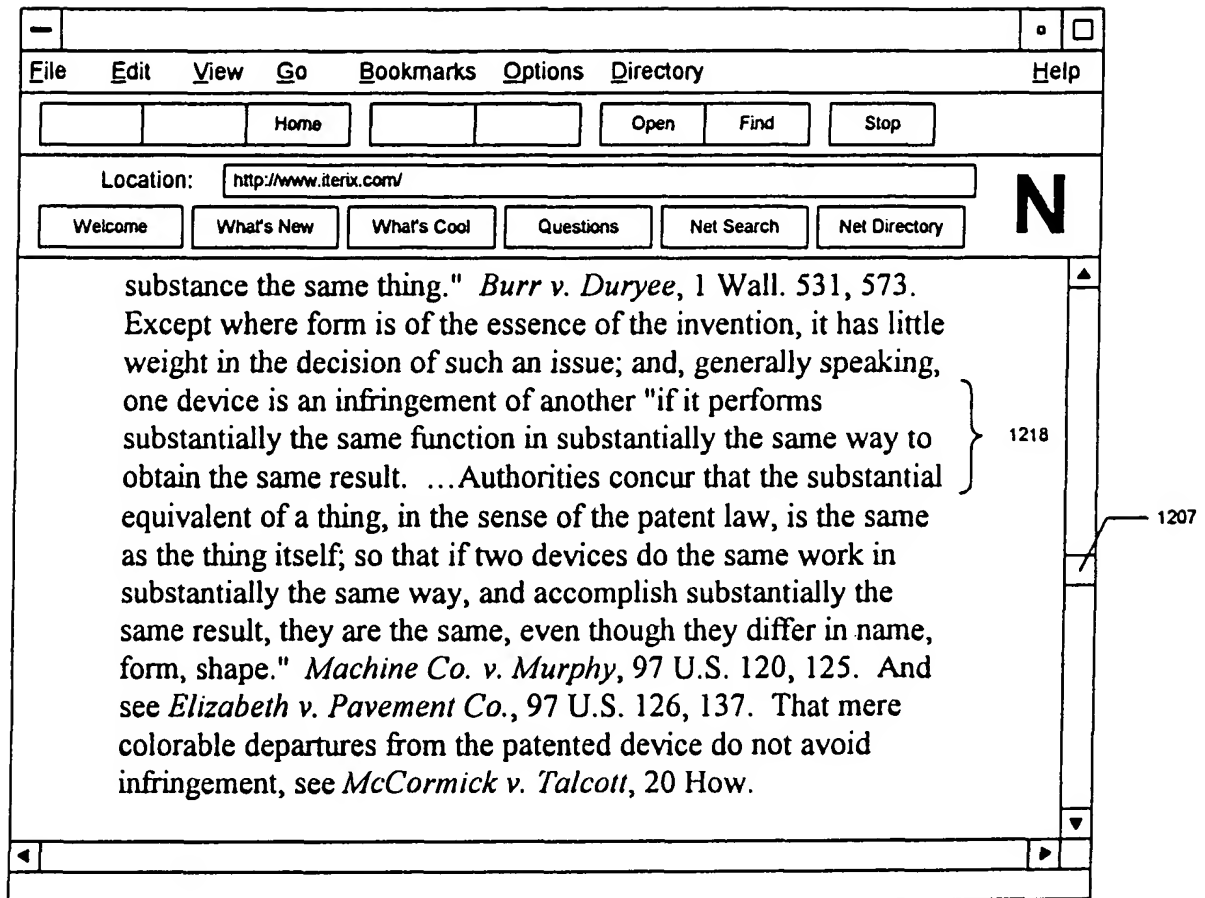 File Edit View Go Bookmarks Options Directory Help
Home Open Find Stop
Location: http://www.iterix.com/
N
Welcome What's New What's Cool Questions Net Search Net Directory
substance the same thing." Burr v. Duryee, 1 Wall. 531, 573.
Except where form is of the essence of the invention, it has little
weight in the decision of such an issue; and, generally speaking,
one device is an infringement of another "if it performs
substantially the same function in substantially the same way to
1218
obtain the same result. ...Authorities concur that the substantial
equivalent of a thing, in the sense of the patent law, is the same
1207
as the thing itself; so that if two devices do the same work in
substantially the same way, and accomplish substantially the
same result, they are the same, even though they differ in name,
form, shape." Machine Co. v. Murphy, 97 U.S. 120, 125. And
see Elizabeth v. Pavement Co., 97 U.S. 126, 137. That mere
colorable departures from the patented device do not avoid
infringement, see McCormick v. Talcott, 20 How.